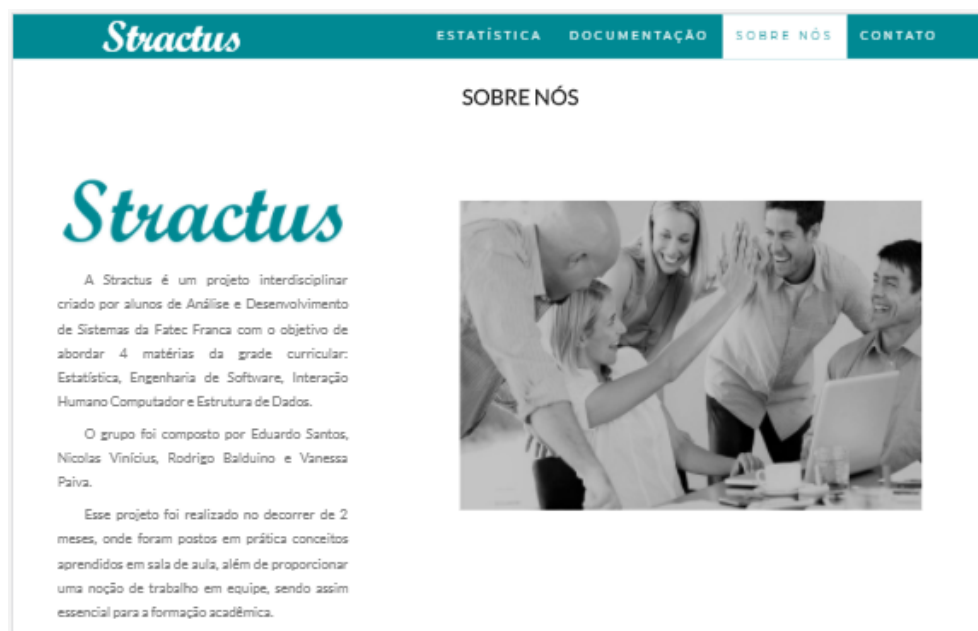 Stractus
ESTATÍSTICA DOCUMENTAÇÃO SOBRE NÓS CONTATO
SOBRE NÓS
Stractus
A Stractus é um projeto interdisciplinar
criado por alunos de Análise e Desenvolvimento
de Sistemas da Fatec Franca com o objetivo de
abordar 4 matérias da grade curricular:
Estatística, Engenharia de Software, Interação
Humano Computador e Estrutura de Dados.
O grupo foi composto por Eduardo Santos,
Nicolas Vinícius, Rodrigo Balduino e Vanessa
Paiva.
Esse projeto foi realizado no decorrer de 2
meses, onde foram postos em prática conceitos
aprendidos em sala de aula, além de proporcionar
uma noção de trabalho em equipe, sendo assim
essencial para a formação acadêmica.